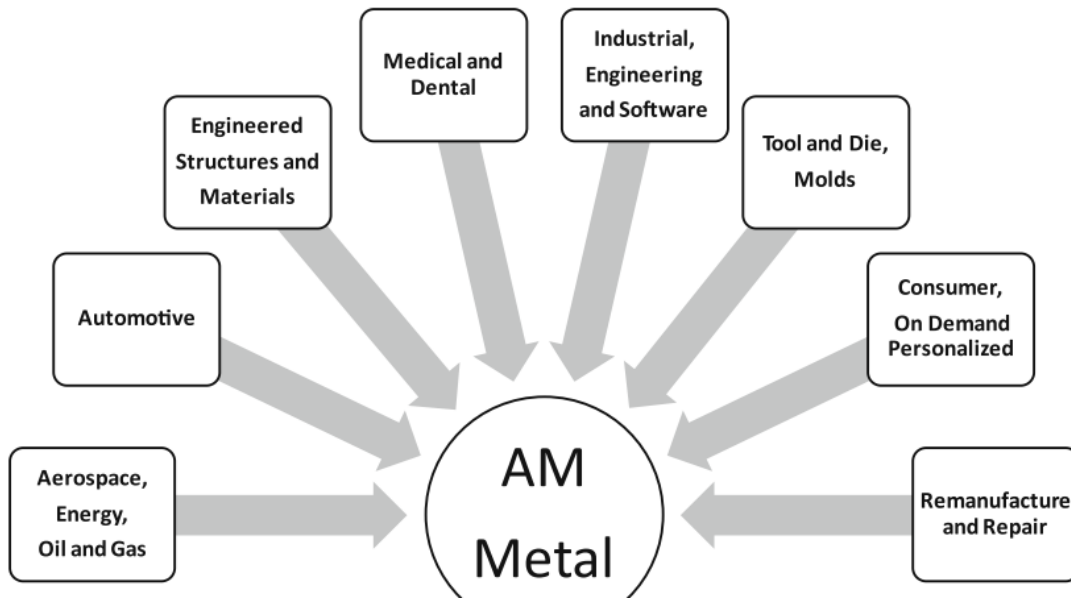 Medical and
Dental
Industrial,
Engineering
and Software
Engineered
Structures and
Materials
Tool and Die,
Molds
Automotive
Consumer,
On Demand
Personalized
Aerospace,
Energy,
Oil and Gas
AM
Metal
Remanufacture
and Repair